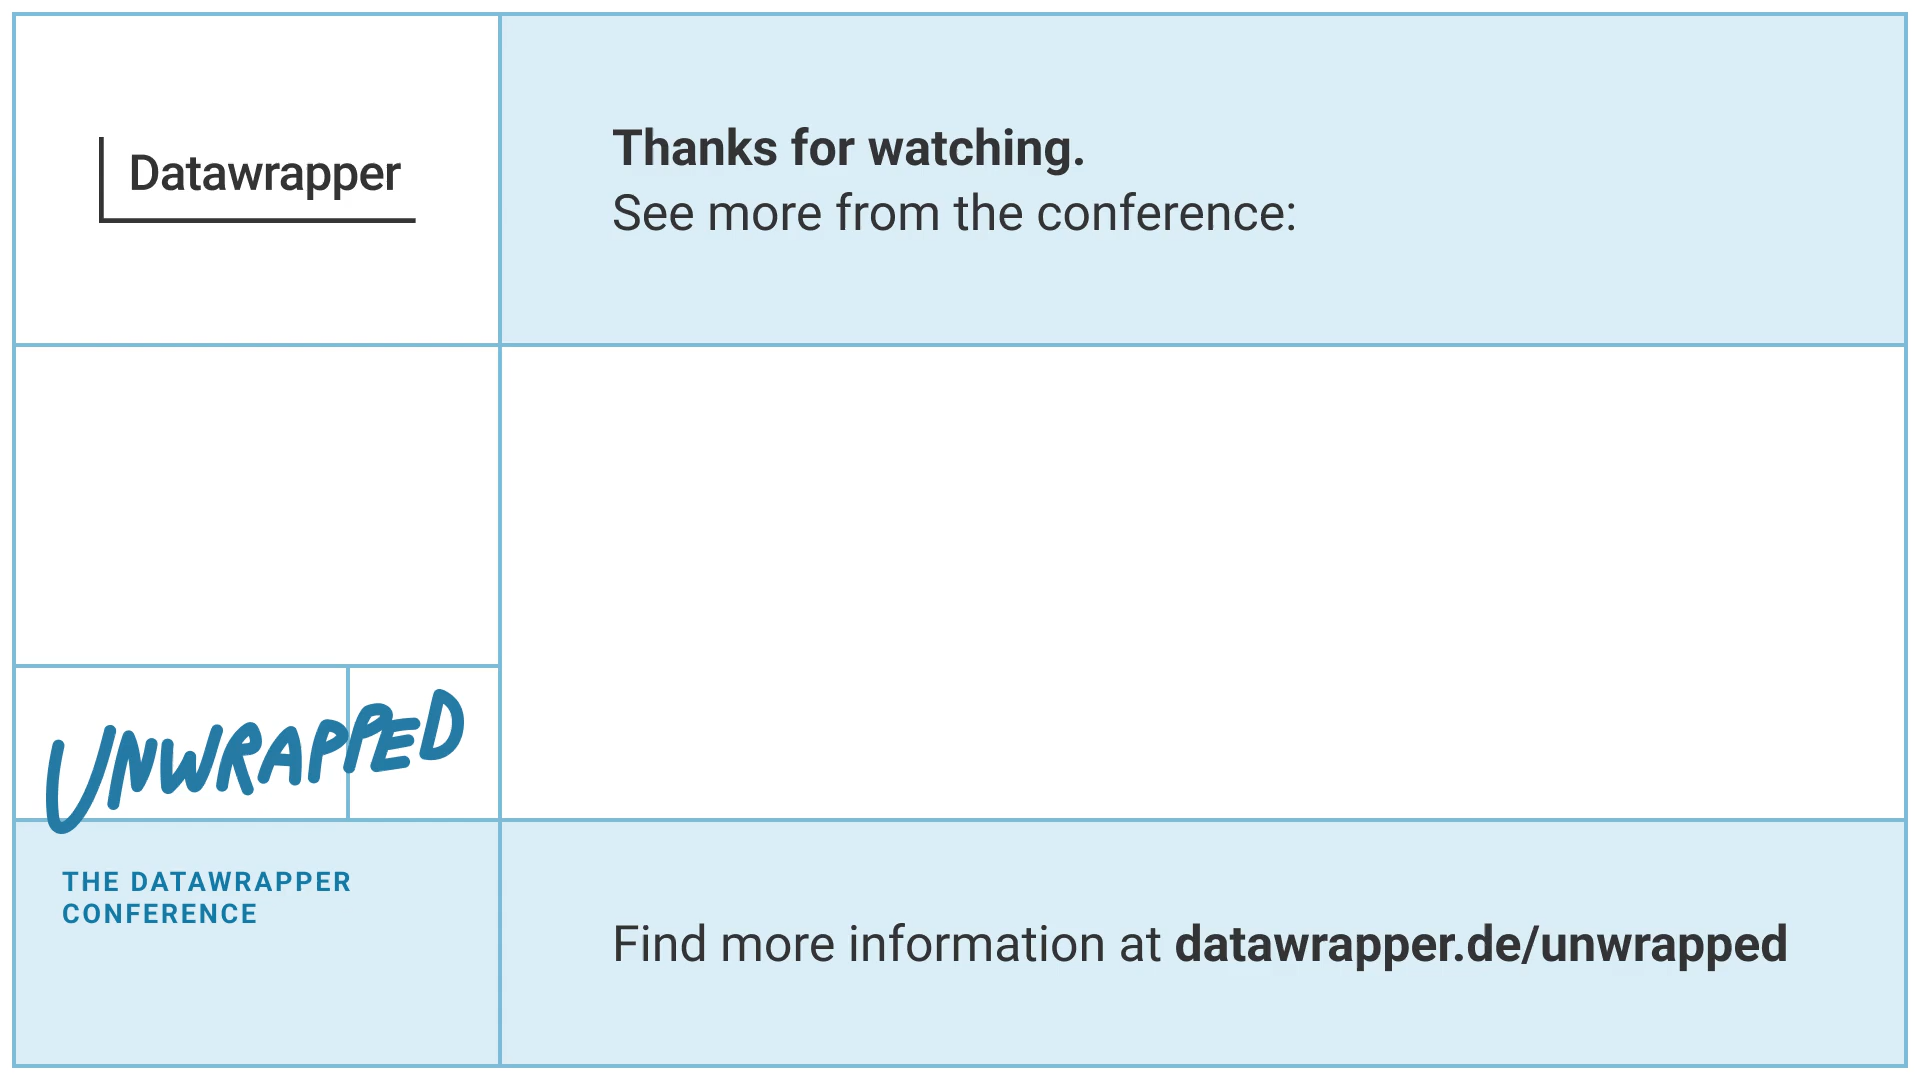 Datawrapper
Thanks for watching.
See more from the conference:
UNWRAPPED
THE DATAWRAPPER
CONFERENCE
Find more information at datawrapper.de/unwrapped